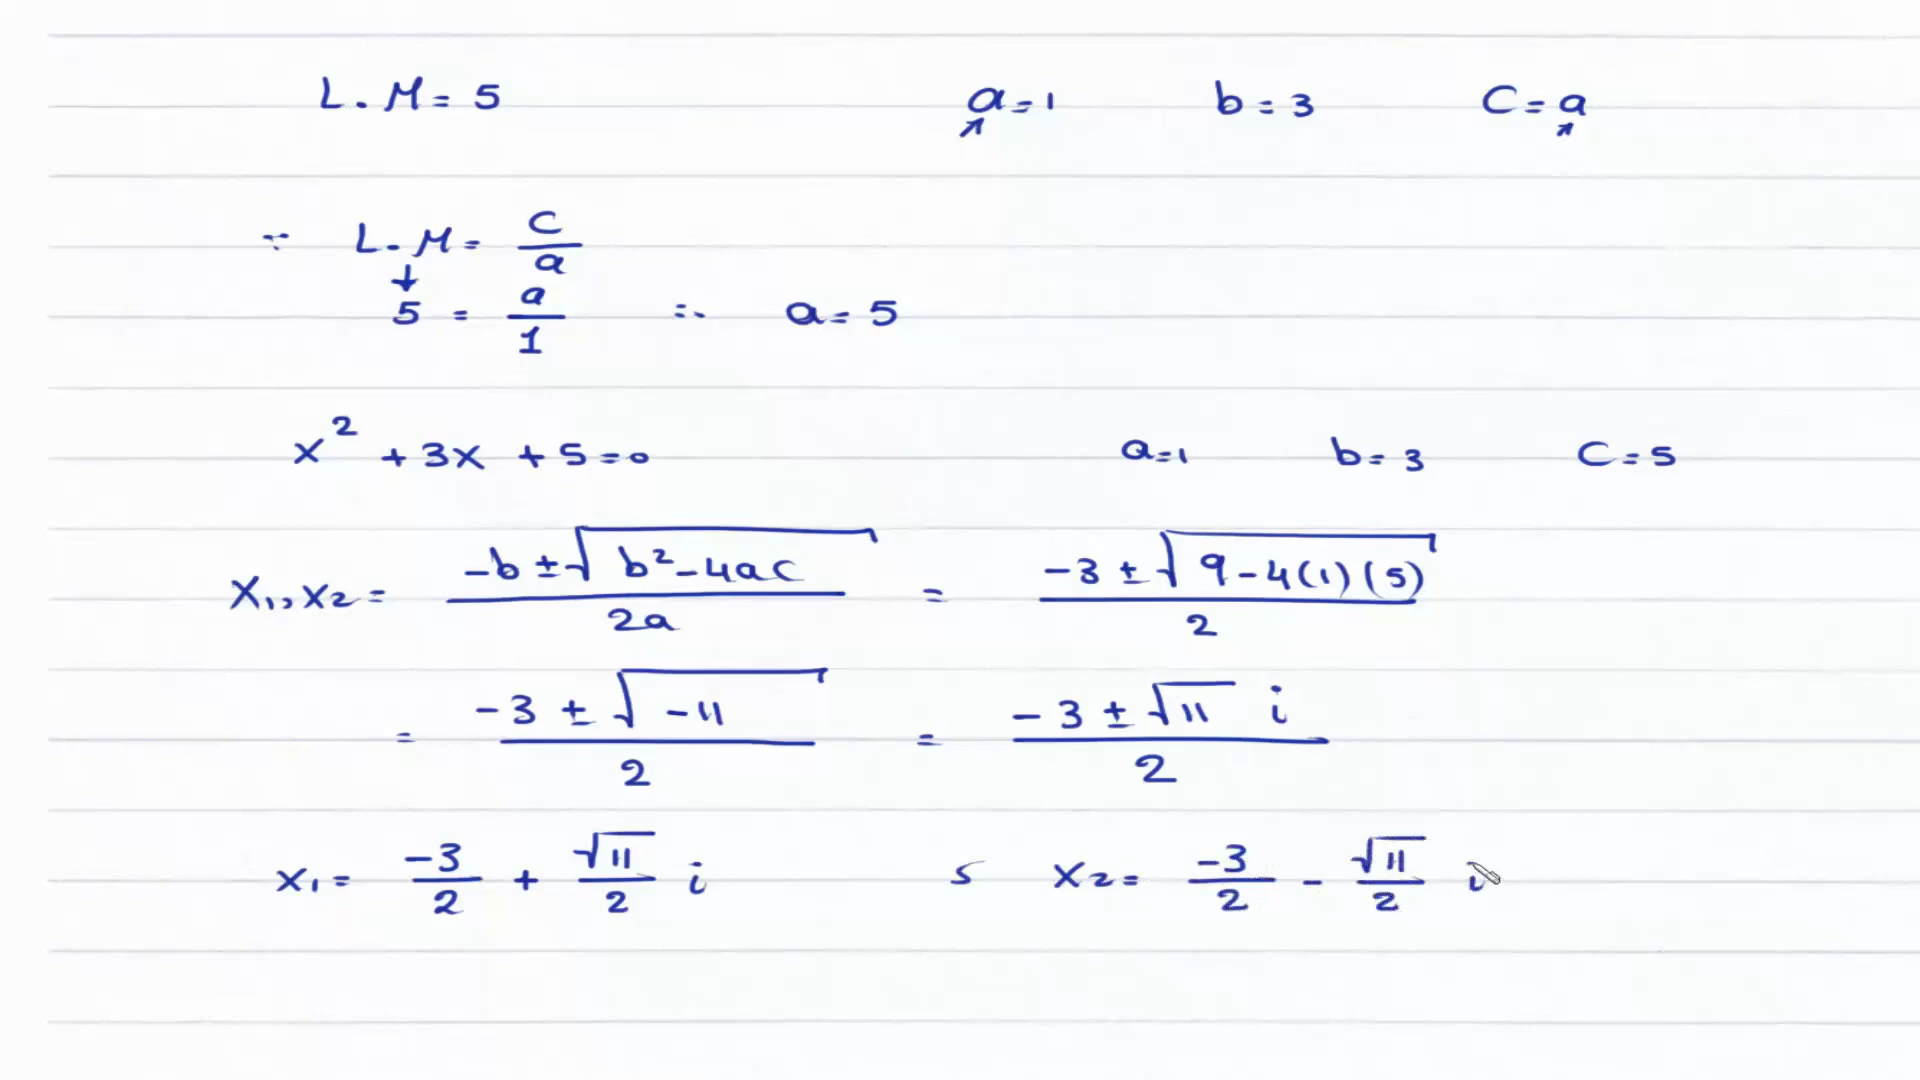 L . M = 5    a = 1    b = 3    C = a
∵ L . M = C/a
5 = a/1    ∴ a = 5
x² + 3x + 5 = 0    a = 1    b = 3    C = 5
X₁, X₂ = (-b ± √(b² - 4ac))/2a = (-3 ± √(9 - 4(1)(5)))/2
= (-3 ± √(-11))/2 = (-3 ± √11 i)/2
X₁ = -3/2 + √11/2 i    , X₂ = -3/2 - √11/2 i